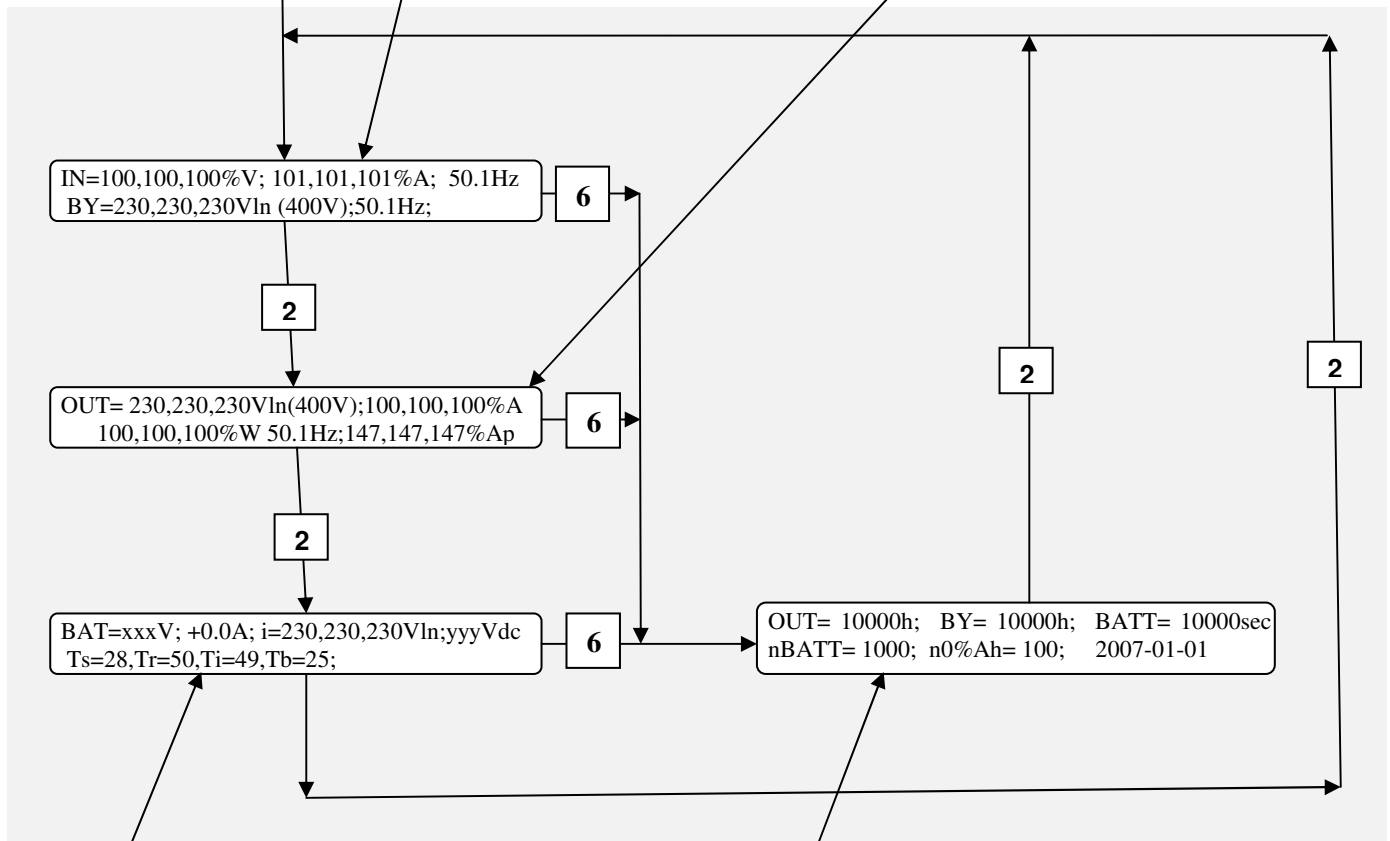 IN=100,100,100%V; 101,101,101%A; 50.1Hz
BY=230,230,230Vln (400V);50.1Hz;
6
2
2
2
OUT= 230,230,230Vln(400V);100,100,100%A
100,100,100%W 50.1Hz;147,147,147%Ap
6
2
BAT=xxxV; +0.0A; i=230,230,230Vln;yyyVdc
Ts=28,Tr=50,Ti=49,Tb=25;
6
OUT= 10000h; BY= 10000h; BATT= 10000sec
nBATT= 1000; n0%Ah= 100; 2007-01-01